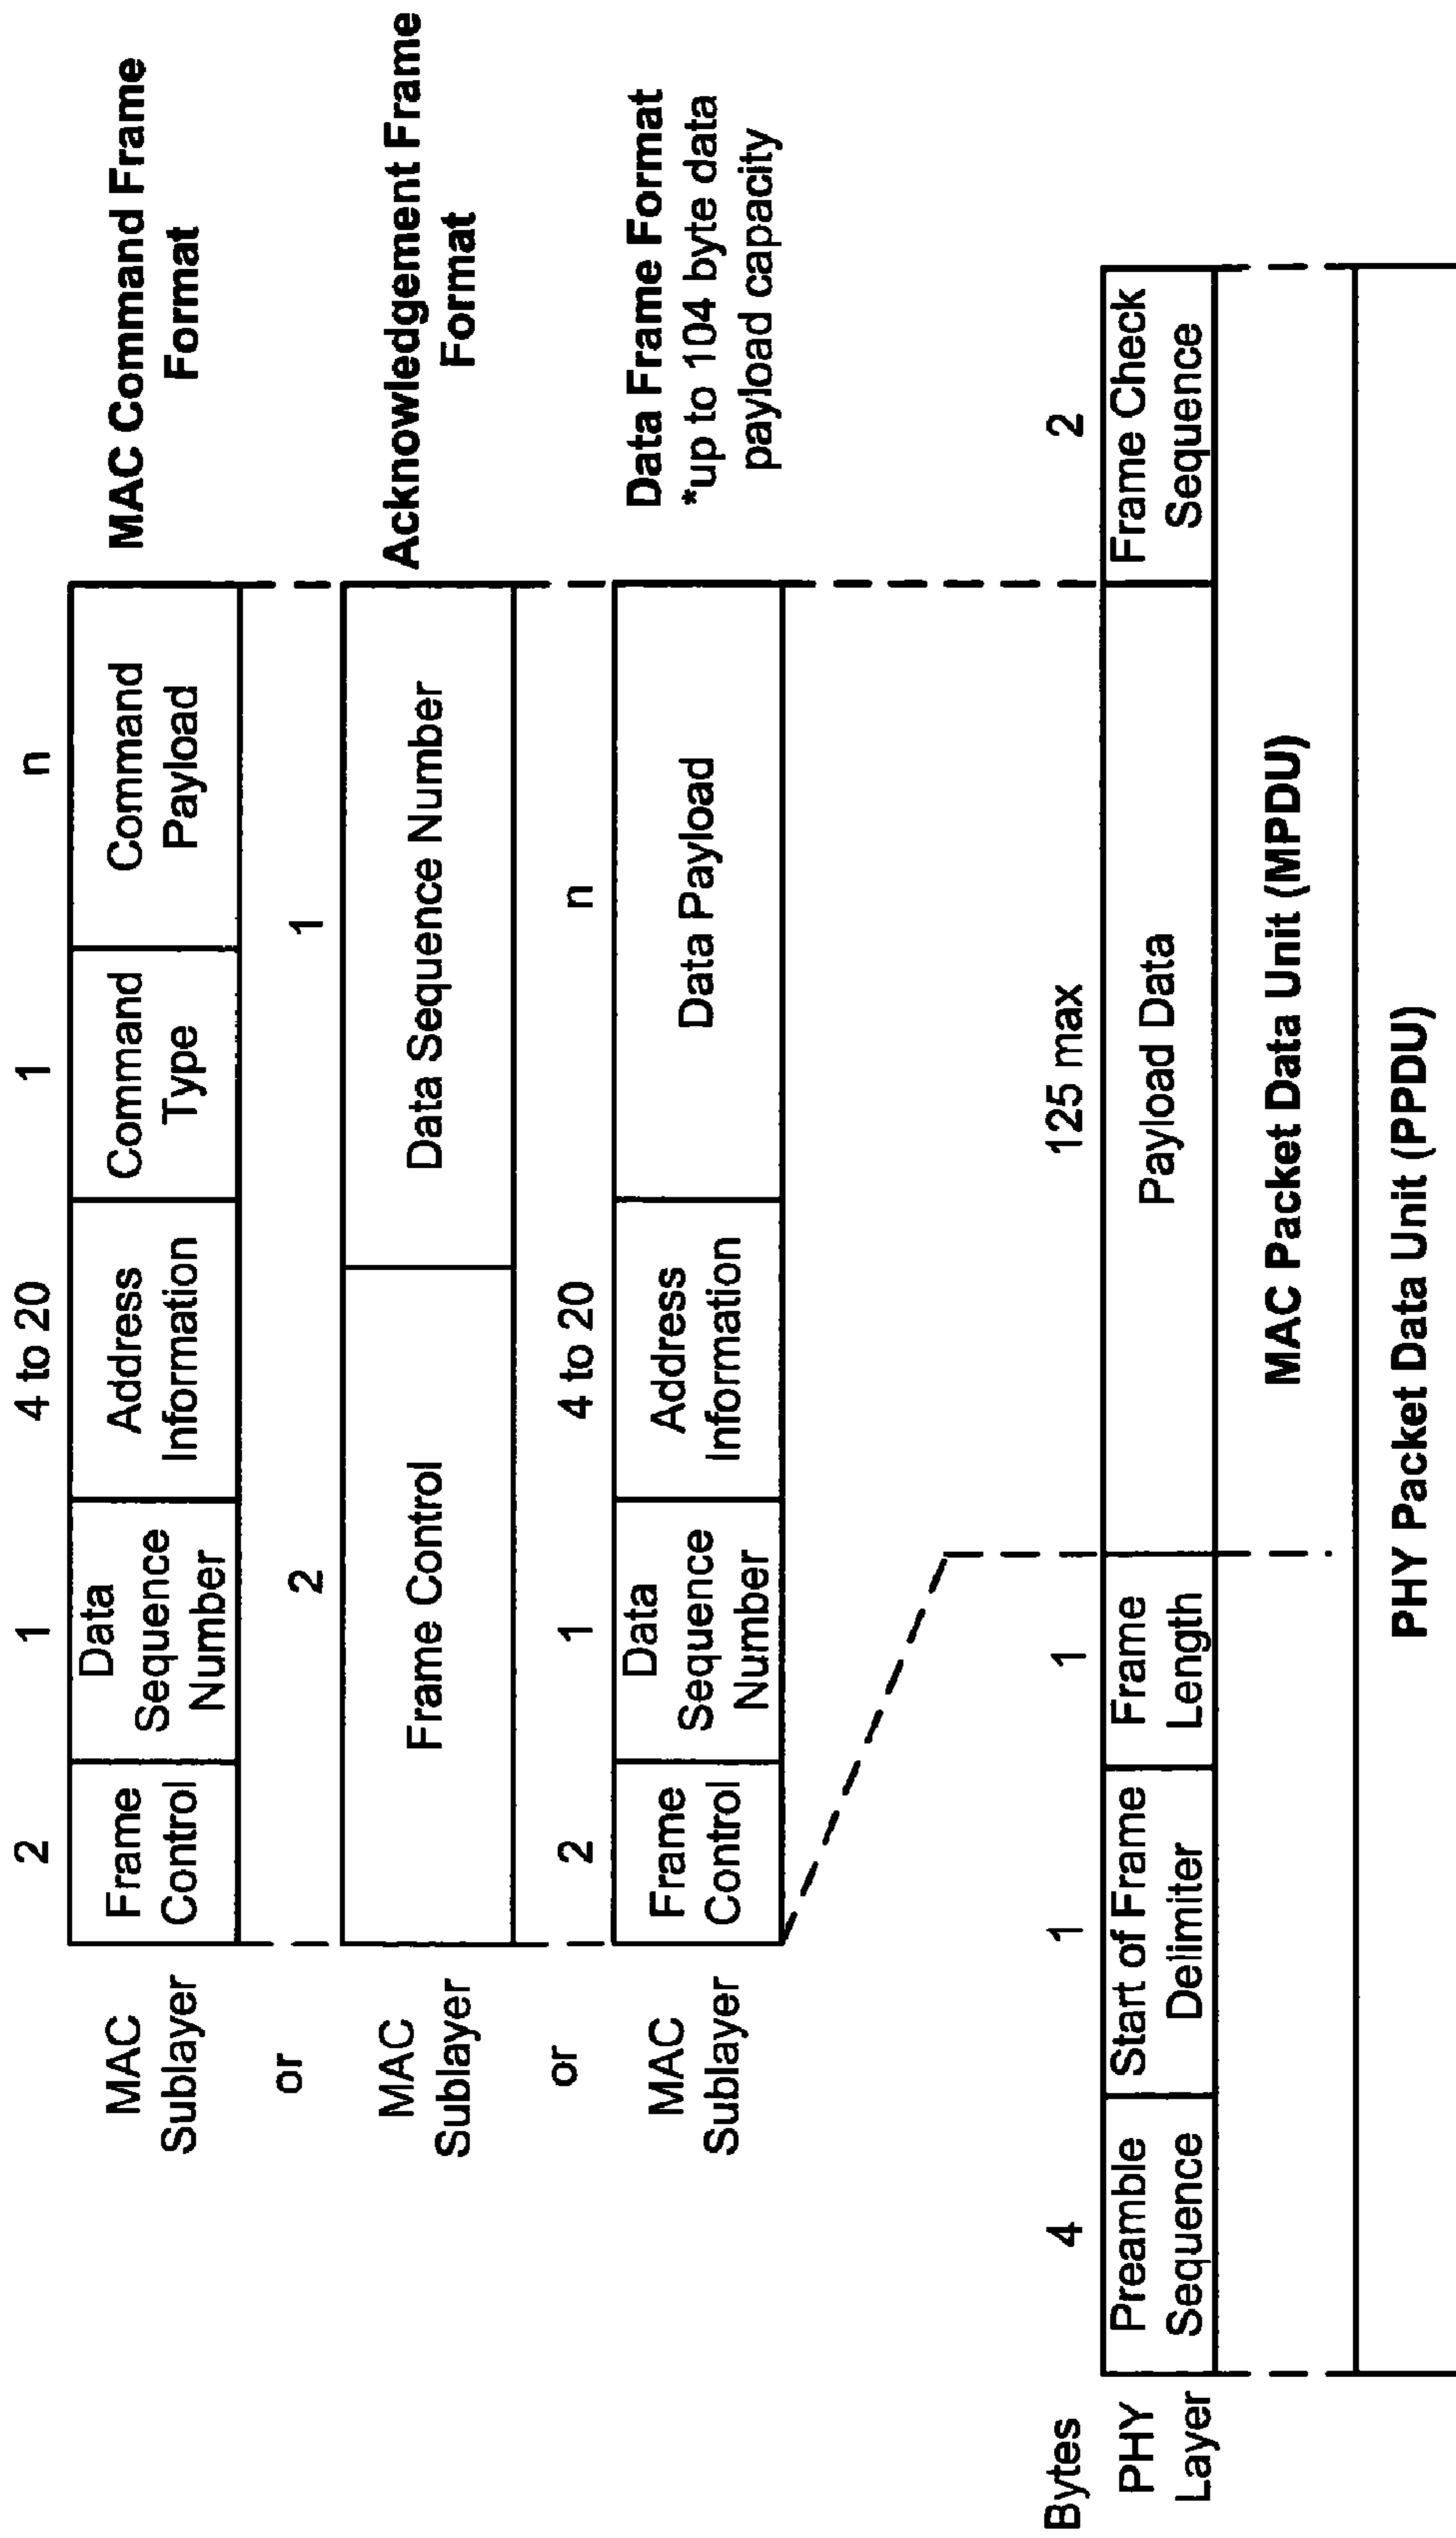 2 1 4 to 20 1 n
MAC
Sublayer
Frame
Control
Data
Sequence
Number
Address
Information
Command
Type
Command
Payload
MAC Command Frame
Format
or
2 1
MAC
Sublayer
Frame Control
Data Sequence Number
Acknowledgement Frame
Format
or
2 1 4 to 20 n
MAC
Sublayer
Frame
Control
Data
Sequence
Number
Address
Information
Data Payload
Data Frame Format
*up to 104 byte data
payload capacity
Bytes 4 1 1 125 max 2
PHY
Layer
Preamble
Sequence
Start of Frame
Delimiter
Frame
Length
Payload Data
Frame Check
Sequence
MAC Packet Data Unit (MPDU)
PHY Packet Data Unit (PPDU)